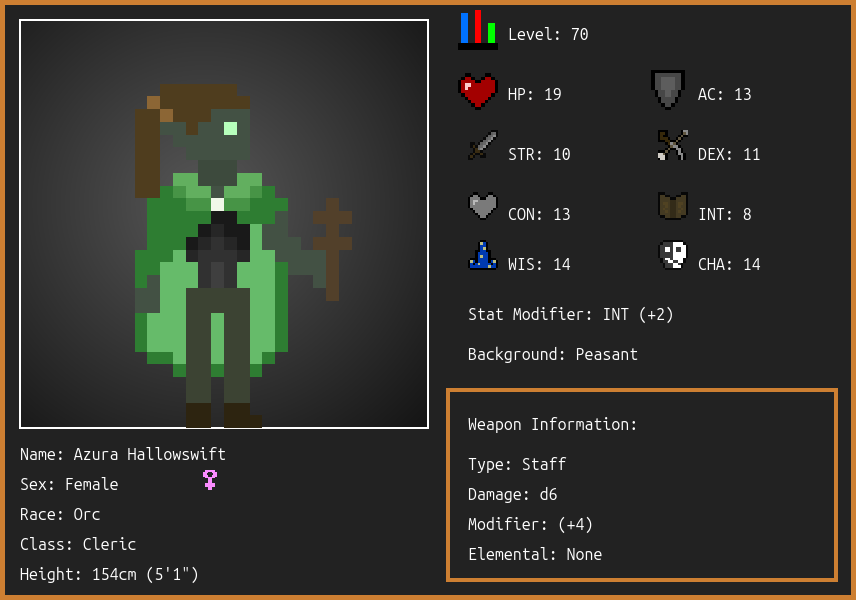 Level: 70
HP: 19
AC: 13
STR: 10
DEX: 11
CON: 13
INT: 8
WIS: 14
CHA: 14
Stat Modifier: INT (+2)
Background: Peasant
Weapon Information:
Type: Staff
Damage: d6
Modifier: (+4)
Elemental: None
Name: Azura Hallowswift
Sex: Female
Race: Orc
Class: Cleric
Height: 154cm (5'1")